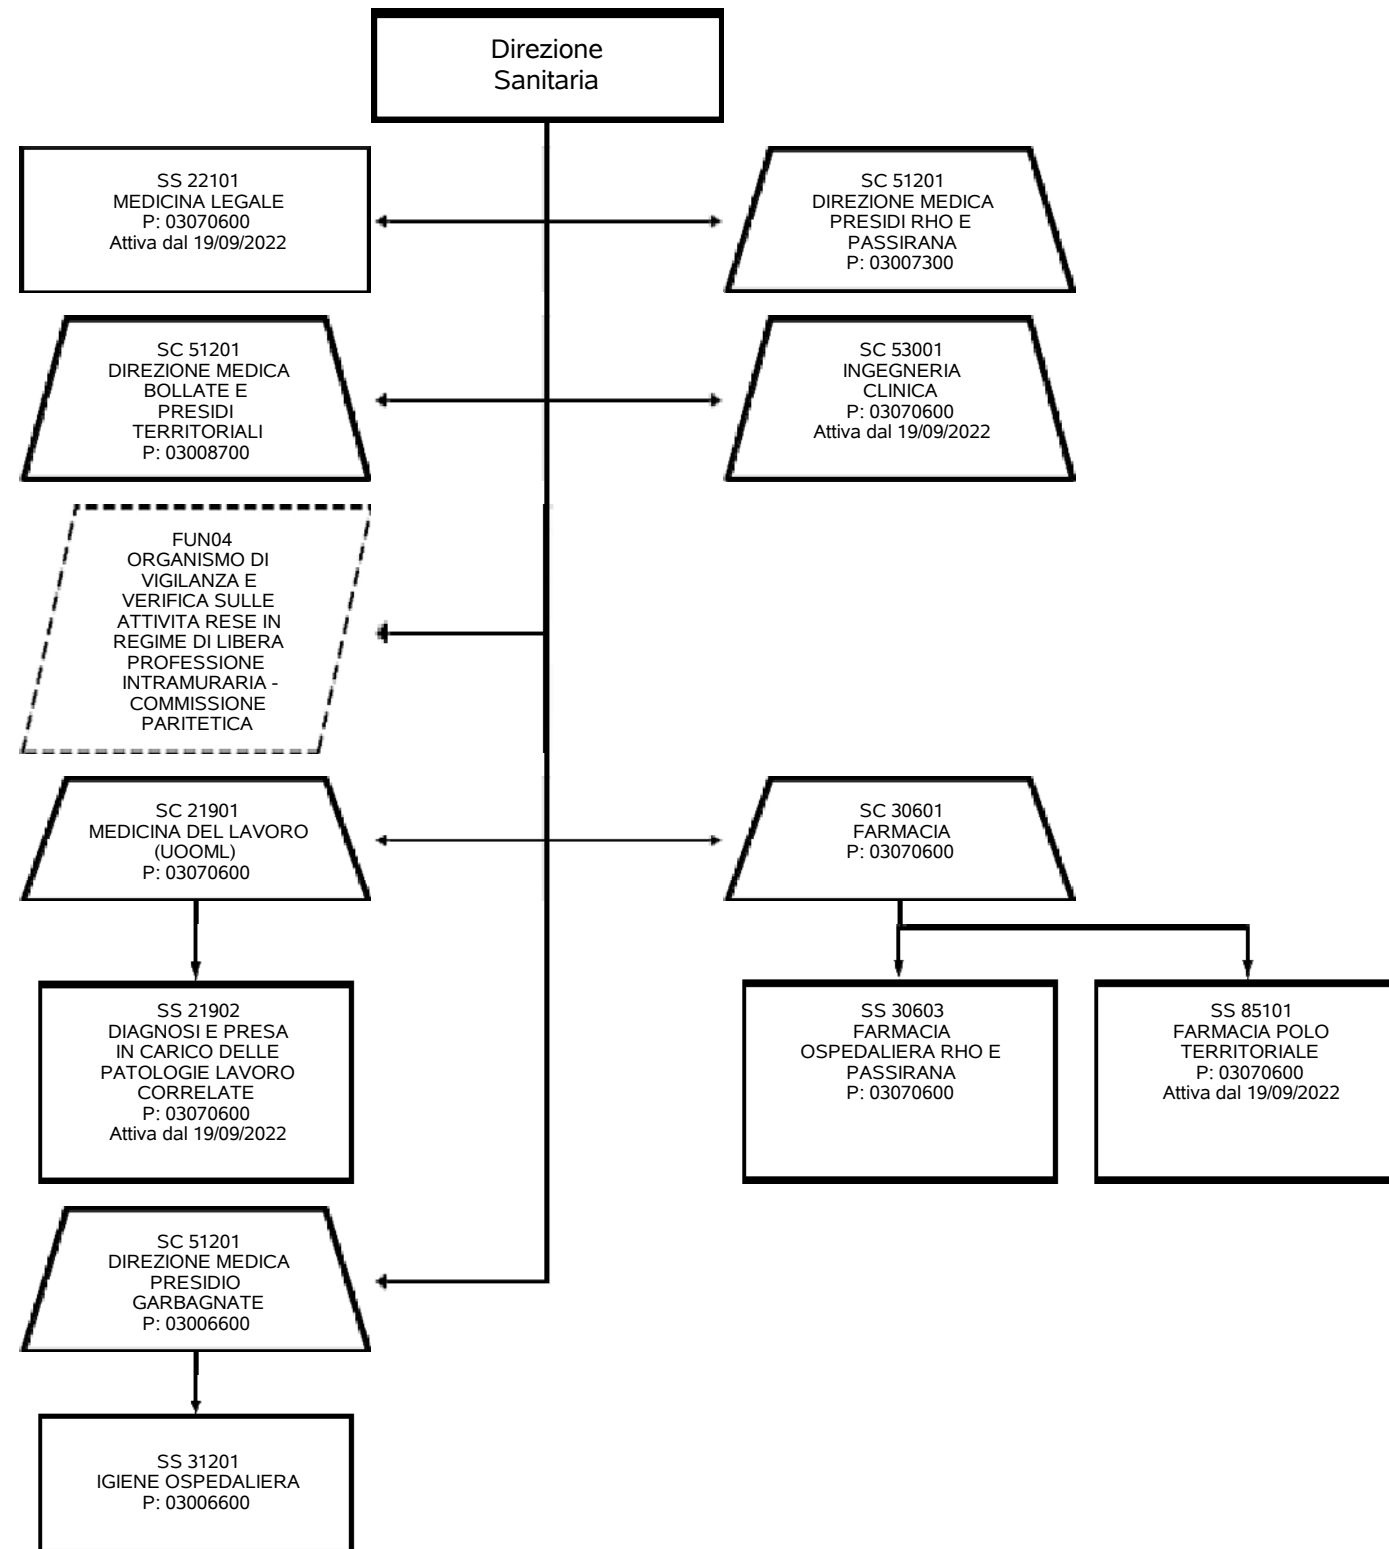 Direzione
Sanitaria
SS 22101
MEDICINA LEGALE
P: 03070600
Attiva dal 19/09/2022
SC 51201
DIREZIONE MEDICA
PRESIDI RHO E
PASSIRANA
P: 03007300
SC 51201
DIREZIONE MEDICA
BOLLATE E
PRESIDI
TERRITORIALI
P: 03008700
SC 53001
INGEGNERIA
CLINICA
P: 03070600
Attiva dal 19/09/2022
FUN04
ORGANISMO DI
VIGILANZA E
VERIFICA SULLE
ATTIVITA RESE IN
REGIME DI LIBERA
PROFESSIONE
INTRAMURARIA -
COMMISSIONE
PARITETICA
SC 21901
MEDICINA DEL LAVORO
(UOOML)
P: 03070600
SC 30601
FARMACIA
P: 03070600
SS 21902
DIAGNOSI E PRESA
IN CARICO DELLE
PATOLOGIE LAVORO
CORRELATE
P: 03070600
Attiva dal 19/09/2022
SS 30603
FARMACIA
OSPEDALIERA RHO E
PASSIRANA
P: 03070600
SS 85101
FARMACIA POLO
TERRITORIALE
P: 03070600
Attiva dal 19/09/2022
SC 51201
DIREZIONE MEDICA
PRESIDIO
GARBAGNATE
P: 03006600
SS 31201
IGIENE OSPEDALIERA
P: 03006600